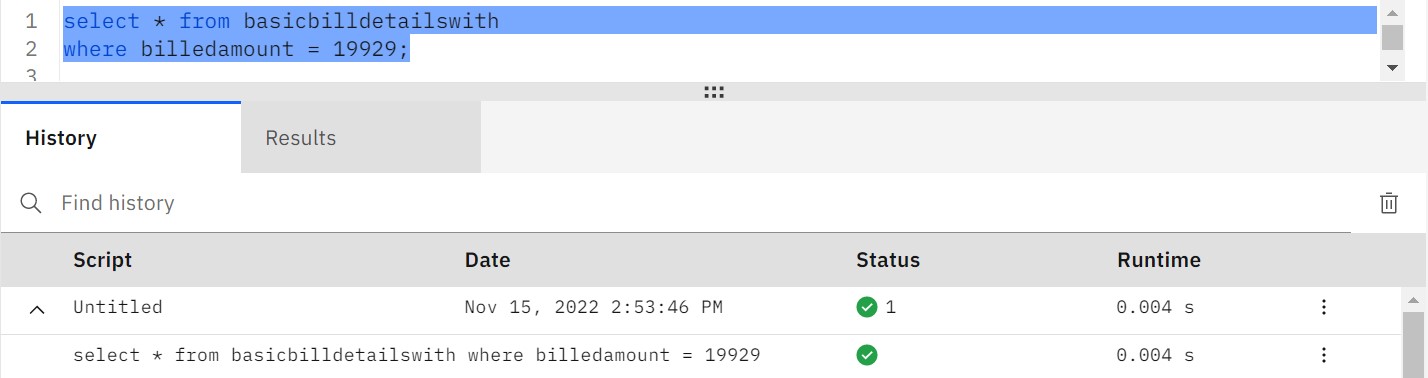 1 select * from basicbilldetailswith
2 where billedamount = 19929;
3
History Results
Find history
Script Date Status Runtime
Untitled Nov 15, 2022 2:53:46 PM 1 0.004 s
select * from basicbilldetailswith where billedamount = 19929 0.004 s